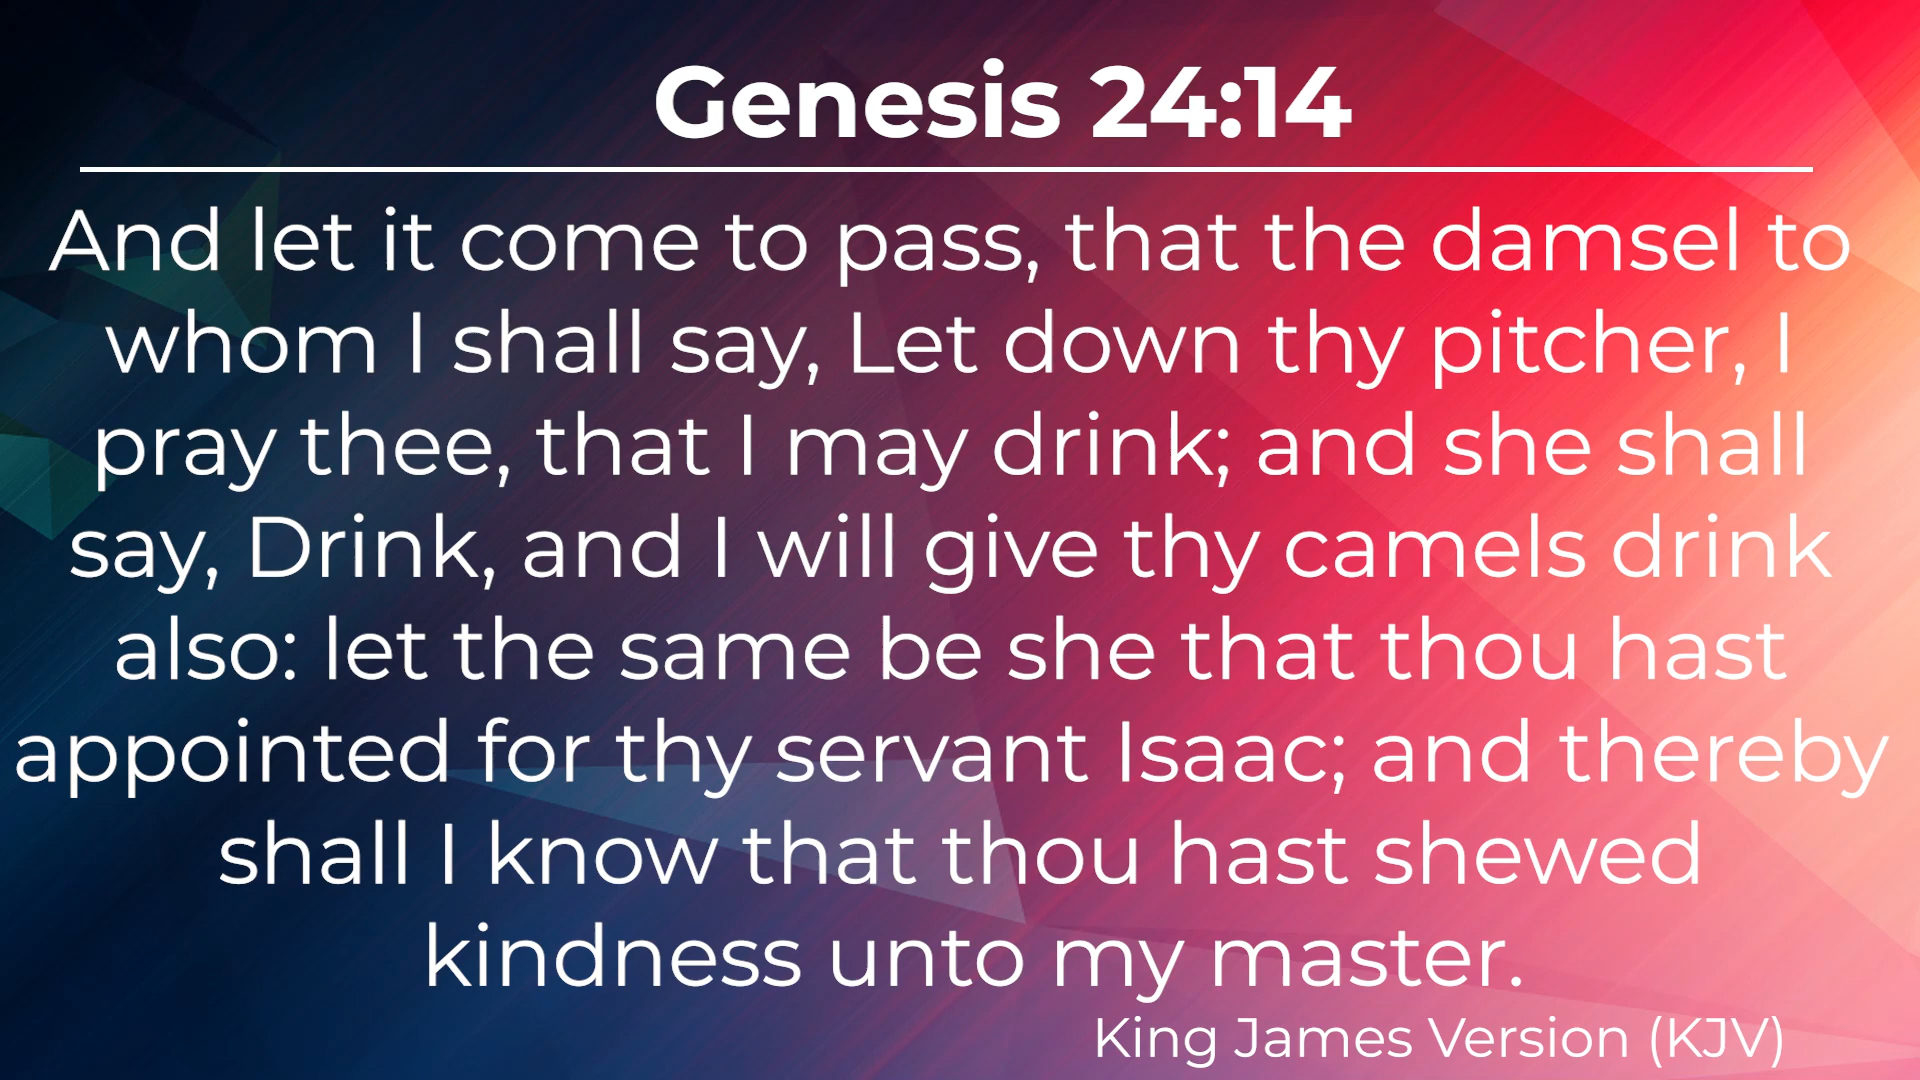 Genesis 24:14
And let it come to pass, that the damsel to
whom I shall say, Let down thy pitcher, I
pray thee, that I may drink; and she shall
say, Drink, and I will give thy camels drink
also: let the same be she that thou hast
appointed for thy servant Isaac; and thereby
shall I know that thou hast shewed
kindness unto my master.
King James Version (KJV)